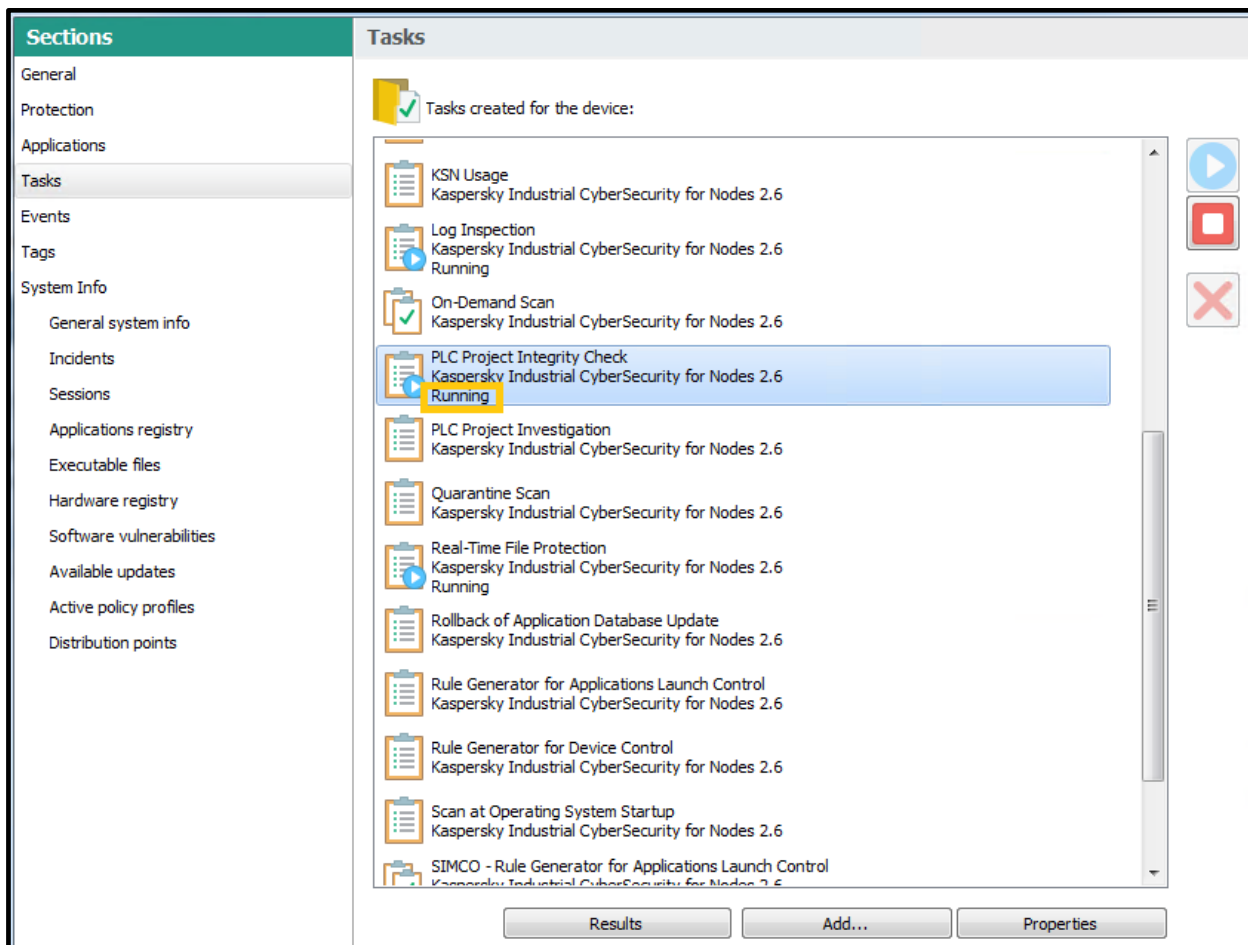 Sections
General
Protection
Applications
Tasks
Events
Tags
System Info
General system info
Incidents
Sessions
Applications registry
Executable files
Hardware registry
Software vulnerabilities
Available updates
Active policy profiles
Distribution points
Tasks
Tasks created for the device:
KSN Usage
Kaspersky Industrial CyberSecurity for Nodes 2.6
Log Inspection
Kaspersky Industrial CyberSecurity for Nodes 2.6
Running
On-Demand Scan
Kaspersky Industrial CyberSecurity for Nodes 2.6
PLC Project Integrity Check
Kaspersky Industrial CyberSecurity for Nodes 2.6
Running
PLC Project Investigation
Kaspersky Industrial CyberSecurity for Nodes 2.6
Quarantine Scan
Kaspersky Industrial CyberSecurity for Nodes 2.6
Real-Time File Protection
Kaspersky Industrial CyberSecurity for Nodes 2.6
Running
Rollback of Application Database Update
Kaspersky Industrial CyberSecurity for Nodes 2.6
Rule Generator for Applications Launch Control
Kaspersky Industrial CyberSecurity for Nodes 2.6
Rule Generator for Device Control
Kaspersky Industrial CyberSecurity for Nodes 2.6
Scan at Operating System Startup
Kaspersky Industrial CyberSecurity for Nodes 2.6
SIMCO - Rule Generator for Applications Launch Control
Kaspersky Industrial CyberSecurity for Nodes 2.6
Results
Add...
Properties